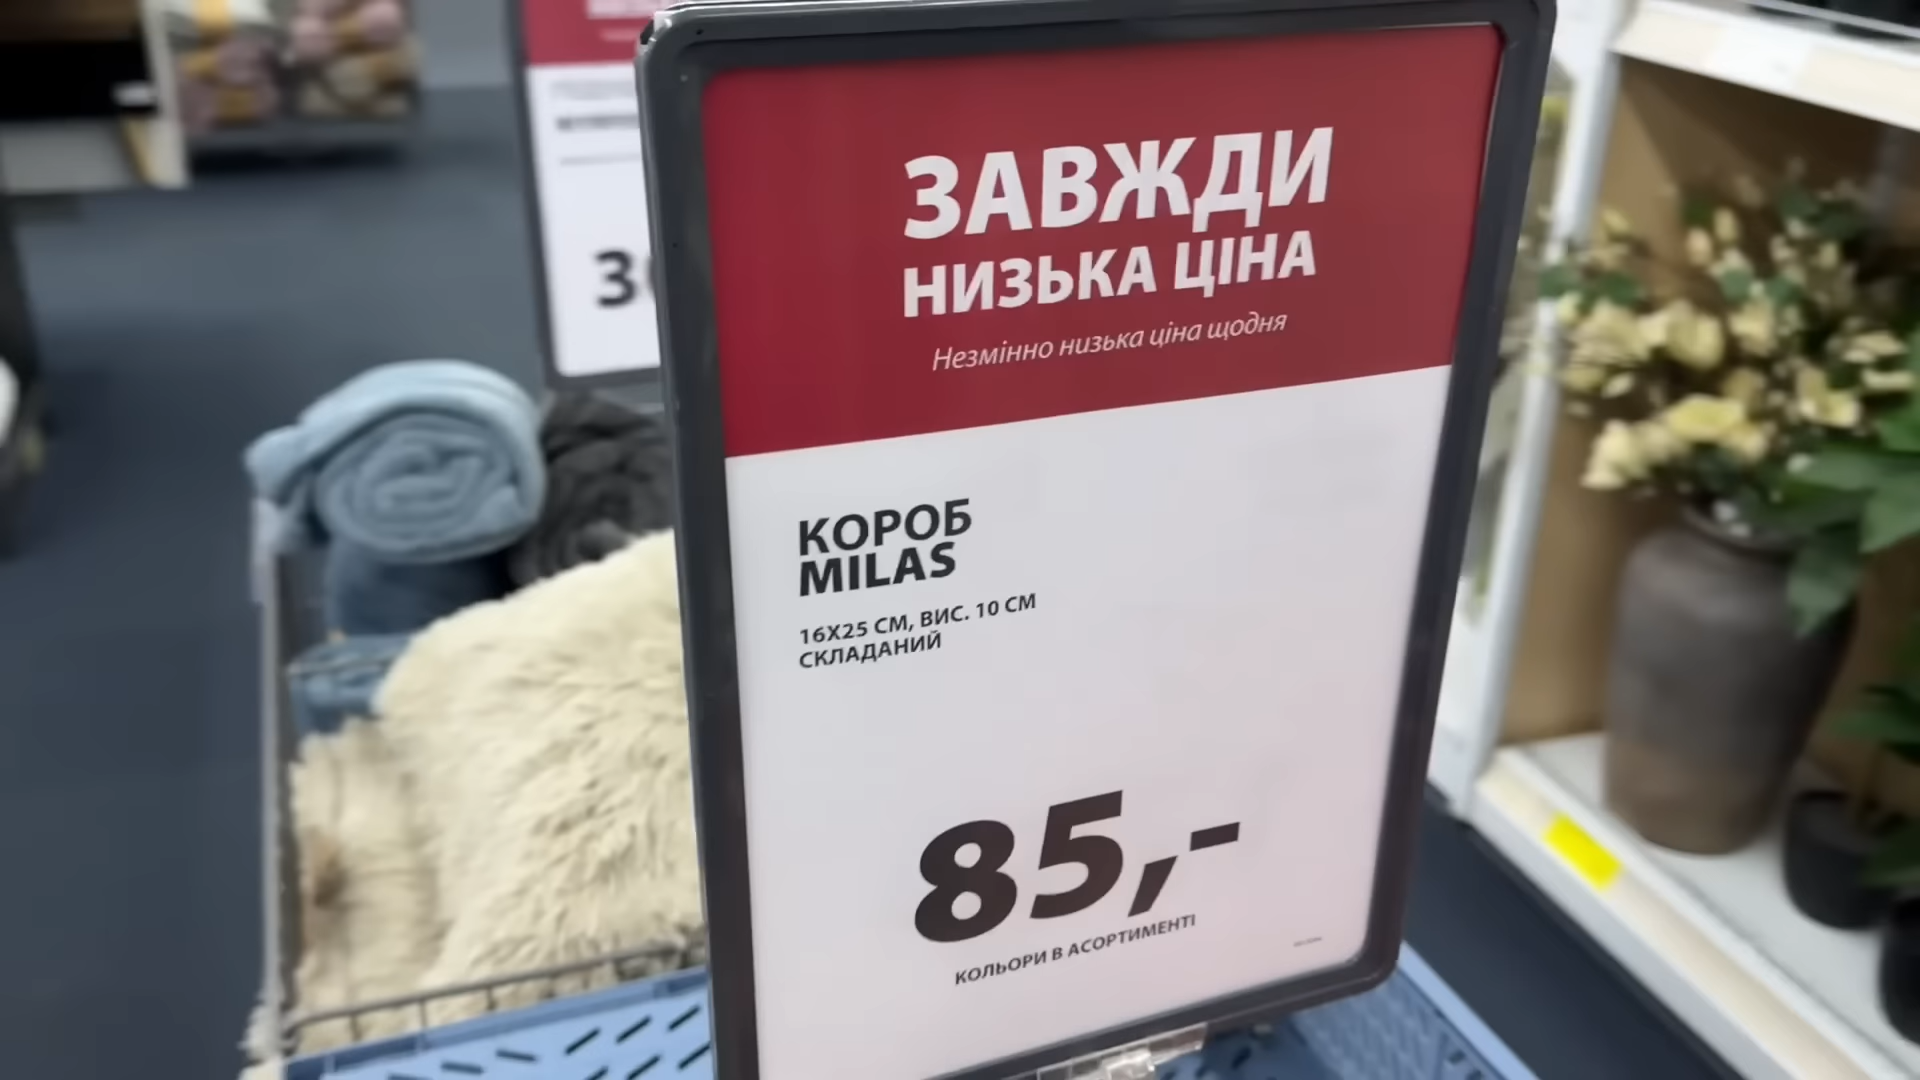 ЗАВЖДИ
НИЗЬКА ЦІНА
Незмінно низька ціна щодня
КОРОБ
MILAS
16X25 СМ, ВИС. 10 СМ
СКЛАДАНИЙ
85,-
КОЛЬОРИ В АСОРТИМЕНТІ